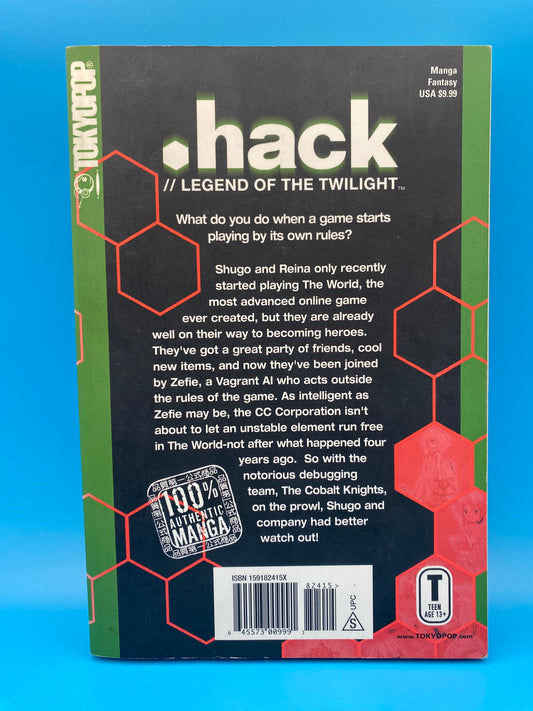 TOKYOPOP®
Manga
Fantasy
USA $9.99
.hack
// LEGEND OF THE TWILIGHT™
What do you do when a game starts
playing by its own rules?
Shugo and Reina only recently
started playing The World, the
most advanced online game
ever created, but they are already
well on their way to becoming heroes.
They've got a great party of friends, cool
new items, and now they've been joined
by Zefie, a Vagrant AI who acts outside
the rules of the game. As intelligent as
Zefie may be, the CC Corporation isn't
about to let an unstable element run free
in The World-not after what happened four
years ago. So with the
notorious debugging
team, The Cobalt Knights,
on the prowl, Shugo and
company had better
watch out!
100%
AUTHENTIC
MANGA
ISBN 159182415X
82415>
6 45573 00999 1
S UPC
T
TEEN
AGE 13+
www.TOKYOPOP.com